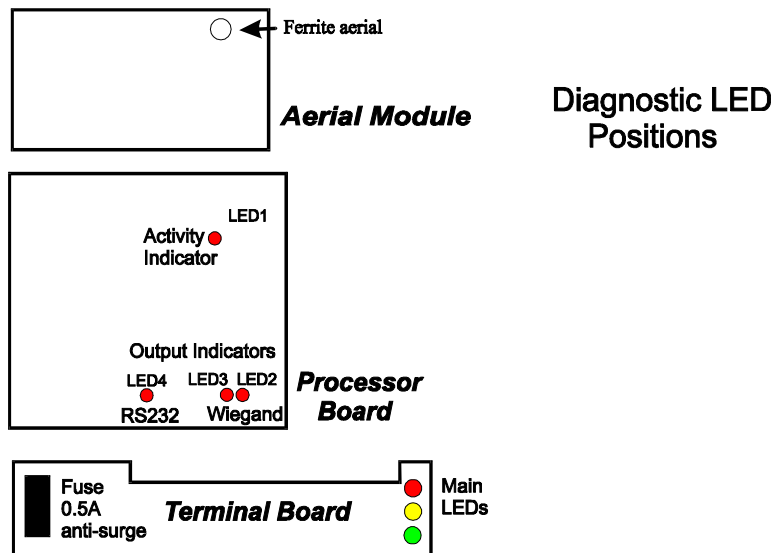 Ferrite aerial
Aerial Module
Diagnostic LED
Positions
LED1
Activity
Indicator
Output Indicators
LED4
LED3 LED2
RS232
Wiegand
Processor
Board
Fuse
0.5A
anti-surge
Terminal Board
Main
LEDs